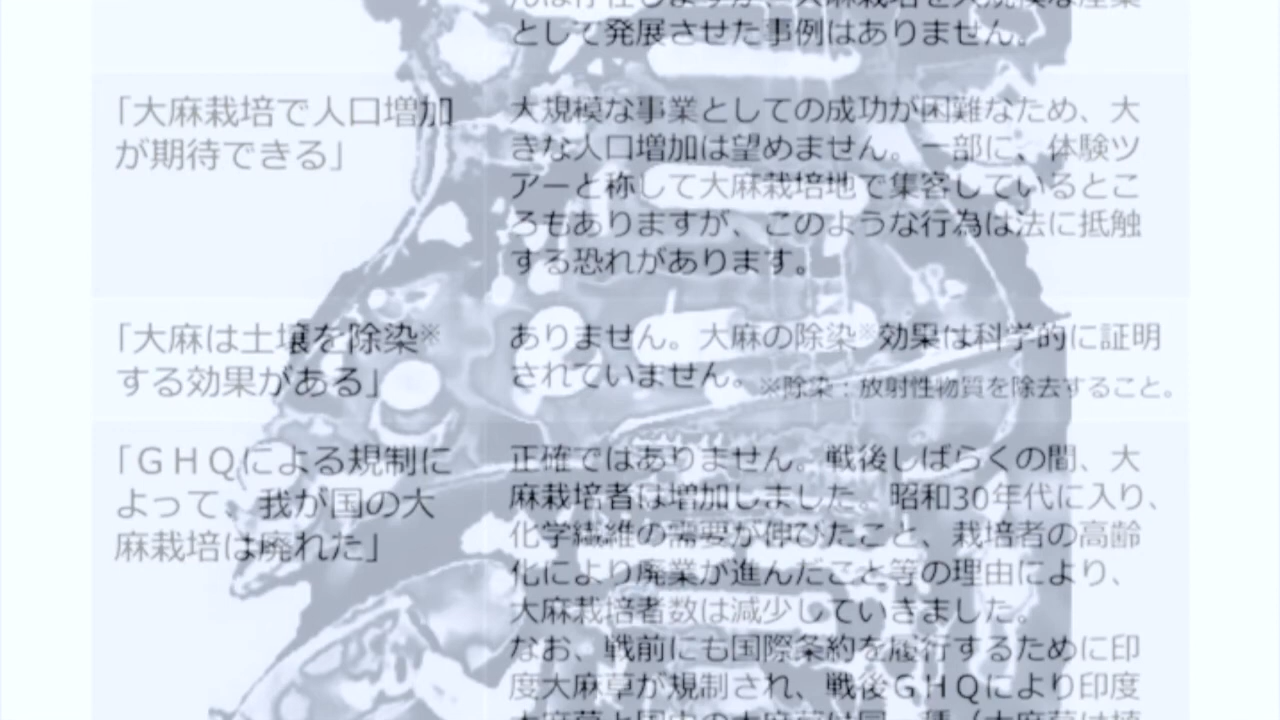 として発展させた事例はありません。
「大麻栽培で人口増加
が期待できる」
大規模な事業としての成功が困難なため、大
きな人口増加は望めません。一部に、体験ツ
アーと称して大麻栽培地で集客しているとこ
ろもありますが、このような行為は法に抵触
する恐れがあります。
「大麻は土壌を除染※
する効果がある」
ありません。大麻の除染※効果は科学的に証明
されていません。※除染：放射性物質を除去すること。
「ＧＨＱによる規制に
よって、我が国の大
麻栽培は廃れた」
正確ではありません。戦後しばらくの間、大
麻栽培者は増加しました。昭和30年代に入り、
化学繊維の需要が伸びたこと、栽培者の高齢
化により廃業が進んだこと等の理由により、
大麻栽培者数は減少していきました。
なお、戦前にも国際条約を履行するために印
度大麻草が規制され、戦後ＧＨＱにより印度